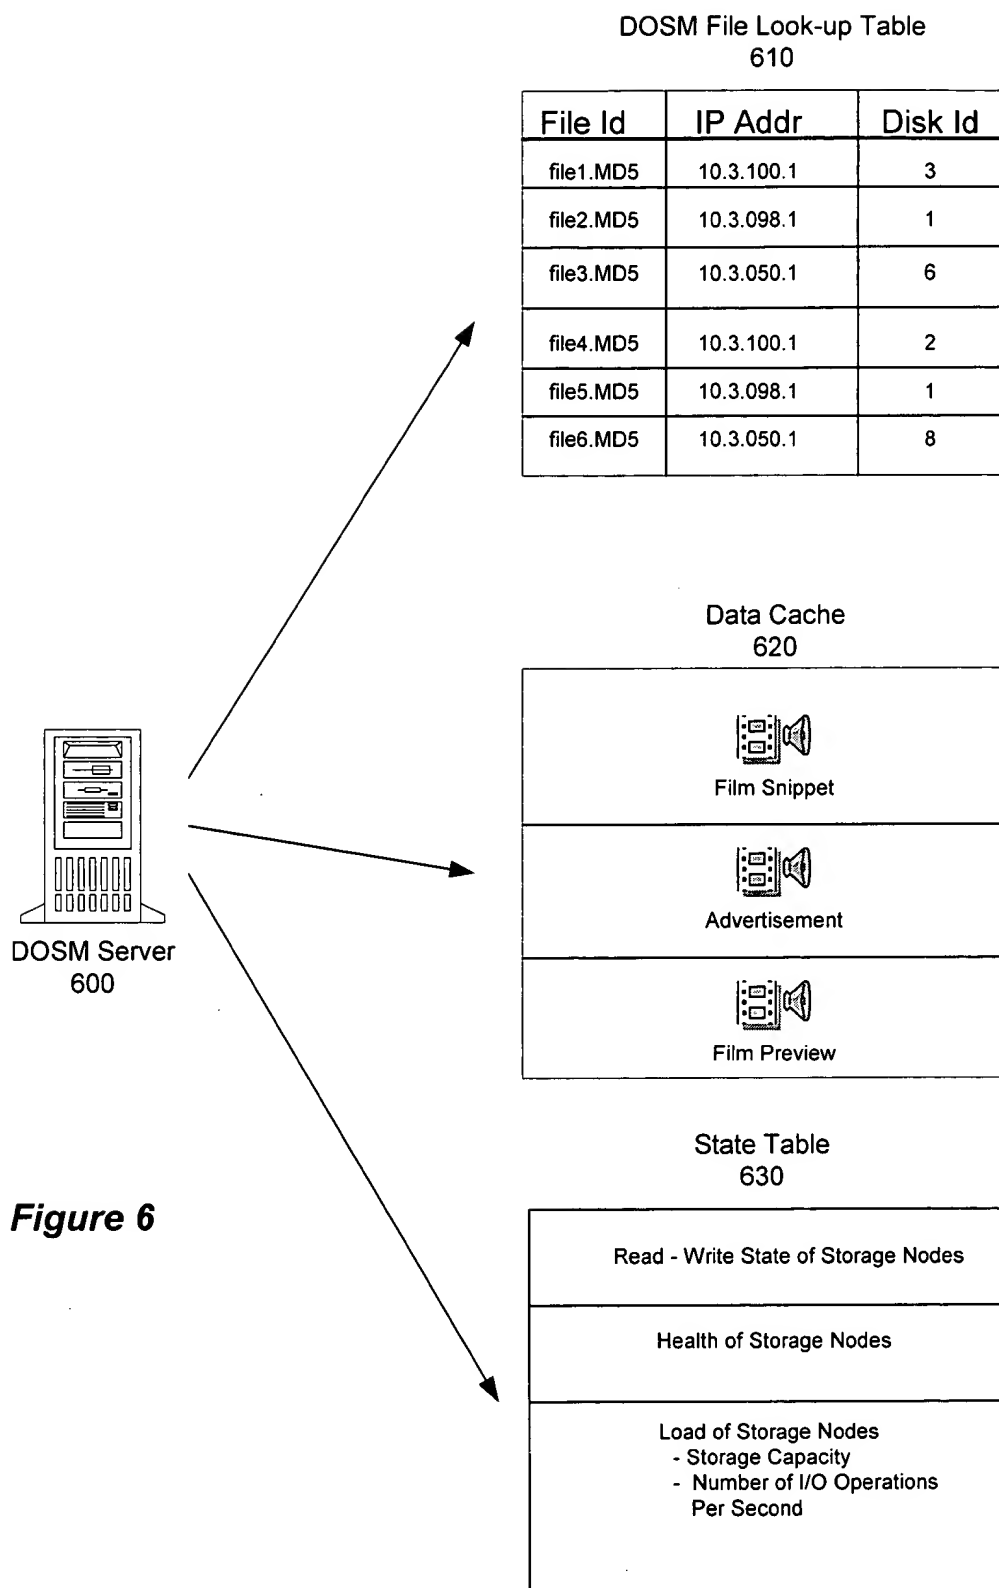 DOSM File Look-up Table
610
File Id IP Addr Disk Id
file1.MD5 10.3.100.1 3
file2.MD5 10.3.098.1 1
file3.MD5 10.3.050.1 6
file4.MD5 10.3.100.1 2
file5.MD5 10.3.098.1 1
file6.MD5 10.3.050.1 8
Data Cache
620
Film Snippet
Advertisement
Film Preview
DOSM Server
600
State Table
630
Read - Write State of Storage Nodes
Health of Storage Nodes
Load of Storage Nodes
- Storage Capacity
- Number of I/O Operations
Per Second
Figure 6